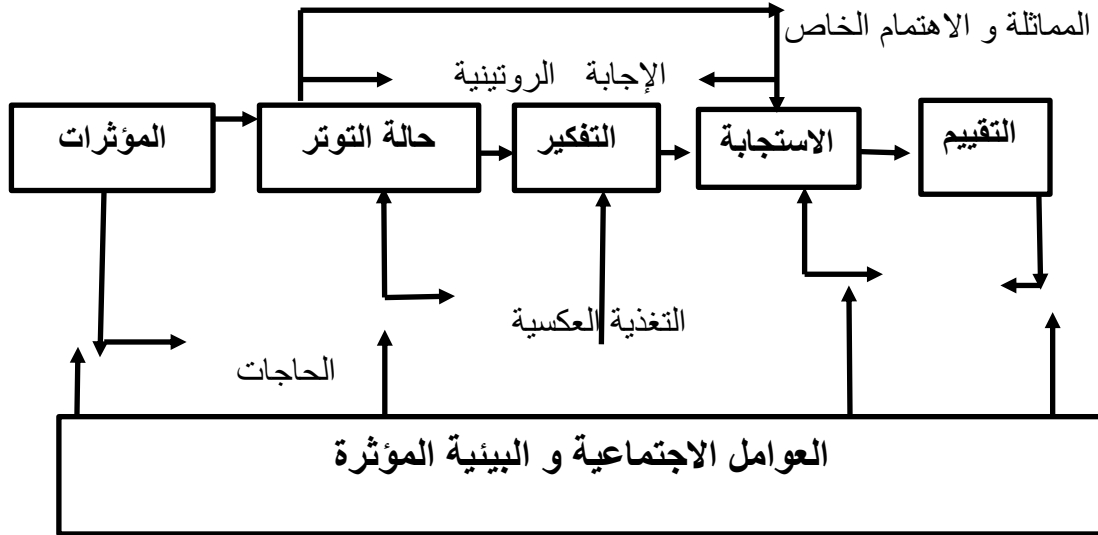 المماثلة و الاهتمام الخاص
الإجابة الروتينية
المؤثرات
حالة التوتر
التفكير
الاستجابة
التقييم
التغذية العكسية
الحاجات
العوامل الاجتماعية و البيئية المؤثرة